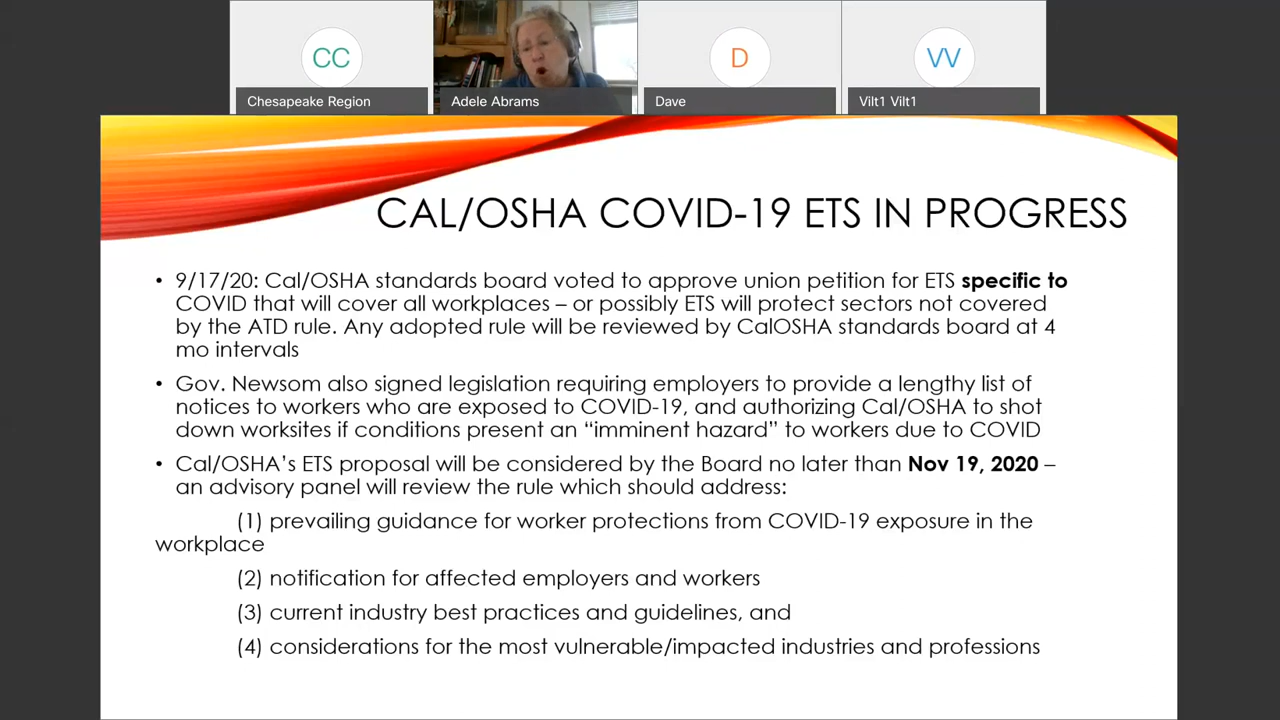 CC
D
VV
Chesapeake Region
Adele Abrams
Dave
Vilt1 Vilt1
CAL/OSHA COVID-19 ETS IN PROGRESS
• 9/17/20: Cal/OSHA standards board voted to approve union petition for ETS specific to
COVID that will cover all workplaces – or possibly ETS will protect sectors not covered
by the ATD rule. Any adopted rule will be reviewed by CalOSHA standards board at 4
mo intervals
• Gov. Newsom also signed legislation requiring employers to provide a lengthy list of
notices to workers who are exposed to COVID-19, and authorizing Cal/OSHA to shot
down worksites if conditions present an “imminent hazard” to workers due to COVID
• Cal/OSHA’s ETS proposal will be considered by the Board no later than Nov 19, 2020 –
an advisory panel will review the rule which should address:
(1) prevailing guidance for worker protections from COVID-19 exposure in the
workplace
(2) notification for affected employers and workers
(3) current industry best practices and guidelines, and
(4) considerations for the most vulnerable/impacted industries and professions